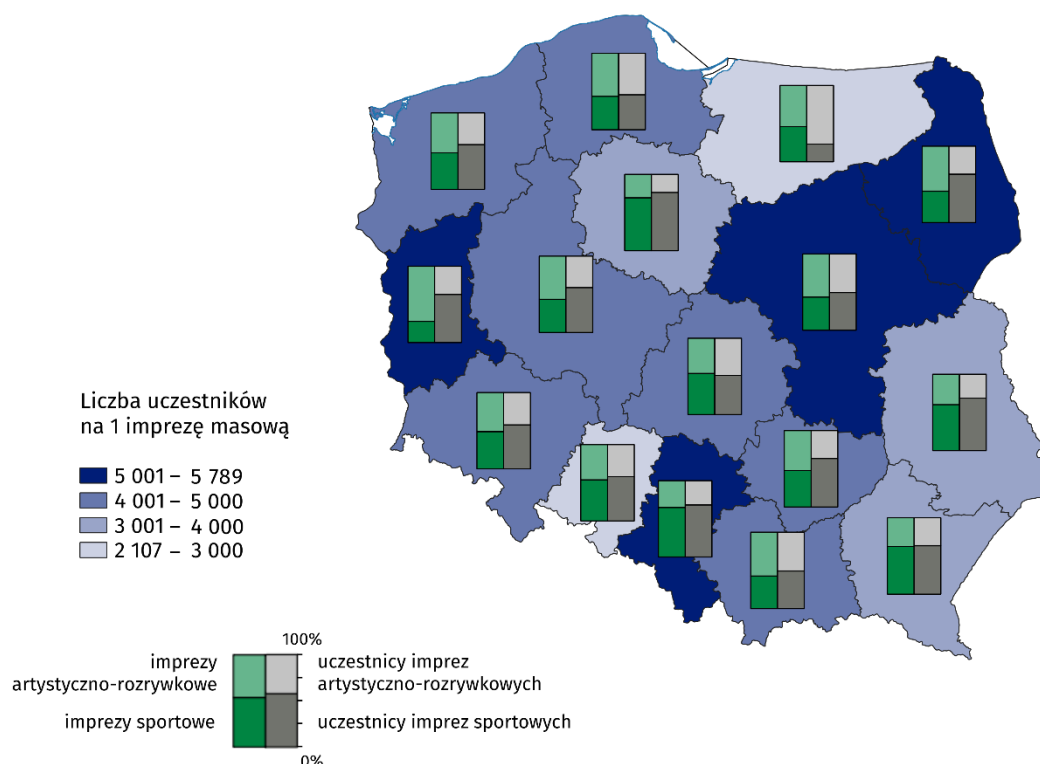 Liczba uczestników
na 1 imprezę masową
5 001 – 5 789
4 001 – 5 000
3 001 – 4 000
2 107 – 3 000
100%
imprezy
artystyczno-rozrywkowe
uczestnicy imprez
artystyczno-rozrywkowych
imprezy sportowe
uczestnicy imprez sportowych
0%